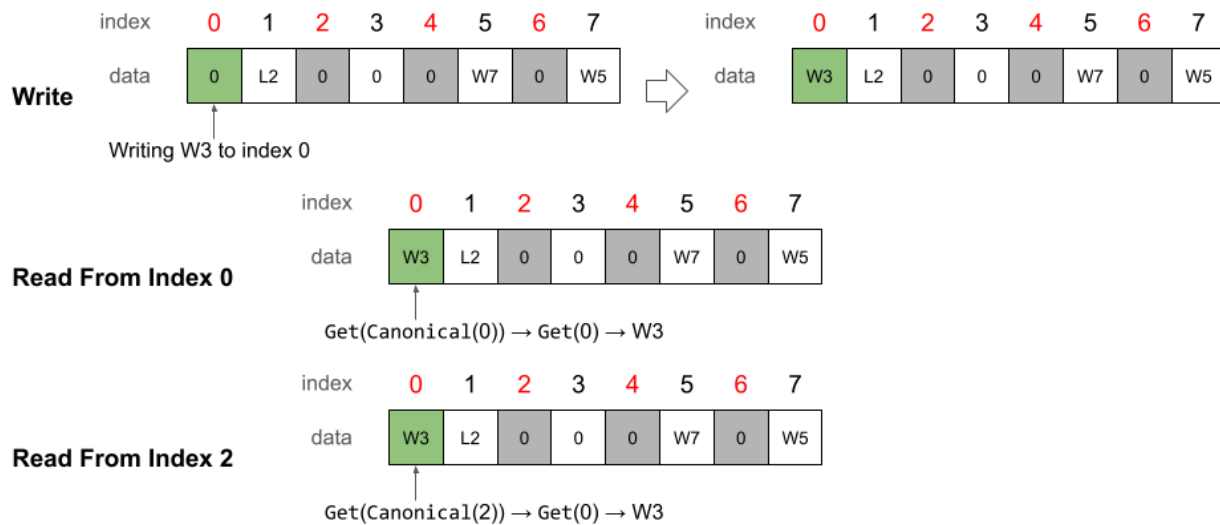 index 0 1 2 3 4 5 6 7
data 0 L2 0 0 0 W7 0 W5
Write
Writing W3 to index 0
index 0 1 2 3 4 5 6 7
data W3 L2 0 0 0 W7 0 W5
index 0 1 2 3 4 5 6 7
data W3 L2 0 0 0 W7 0 W5
Read From Index 0
Get(Canonical(0)) → Get(0) → W3
index 0 1 2 3 4 5 6 7
data W3 L2 0 0 0 W7 0 W5
Read From Index 2
Get(Canonical(2)) → Get(0) → W3